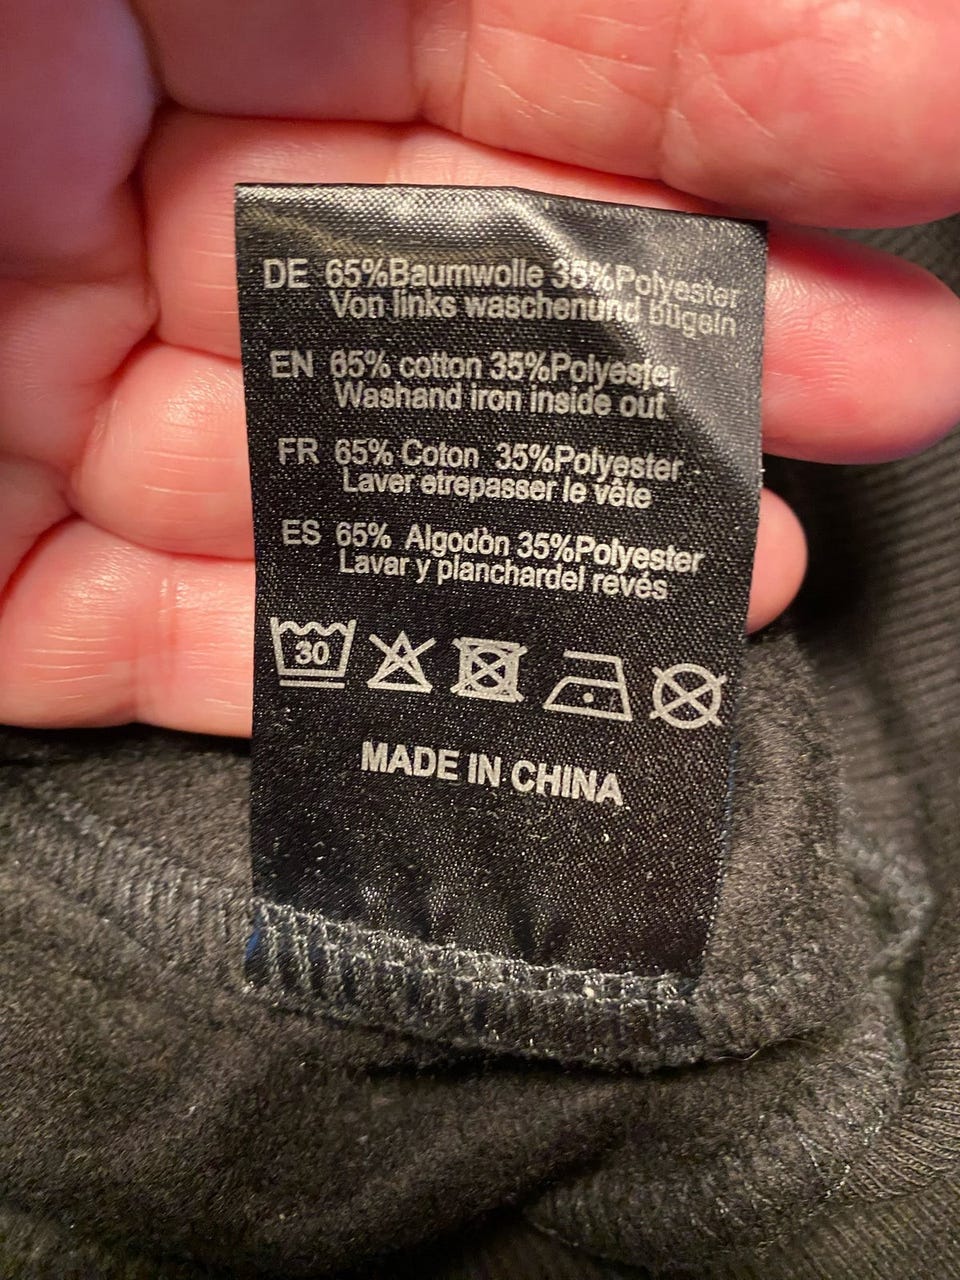 DE 65%Baumwolle 35%Polyester
Von links waschenund bügeln
EN 65% cotton 35%Polyester
Washand iron inside out
FR 65% Coton 35%Polyester
Laver etrepasser le vête
ES 65% Algodòn 35%Polyester
Lavar y planchardel revés
30
MADE IN CHINA